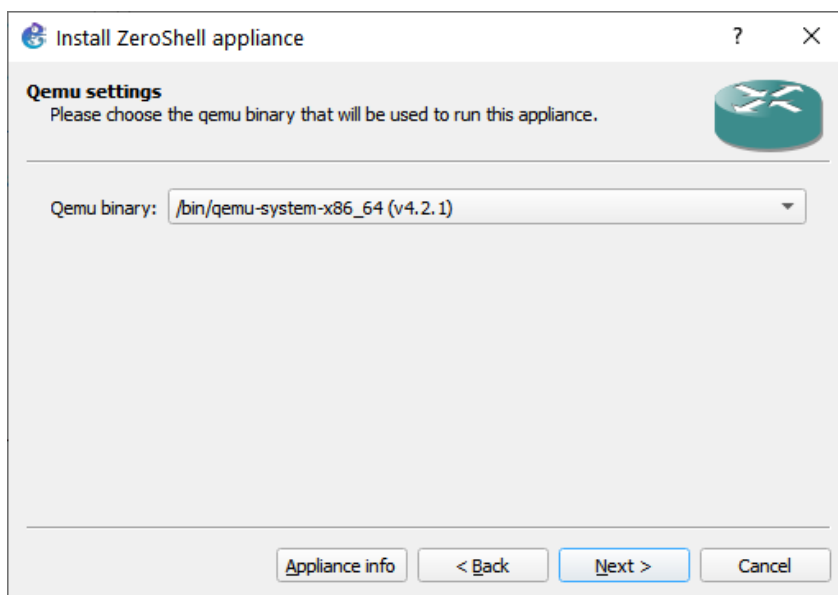 Install ZeroShell appliance
?
Qemu settings
Please choose the qemu binary that will be used to run this appliance.
Qemu binary: /bin/qemu-system-x86_64 (v4.2.1)
Appliance info < Back Next > Cancel